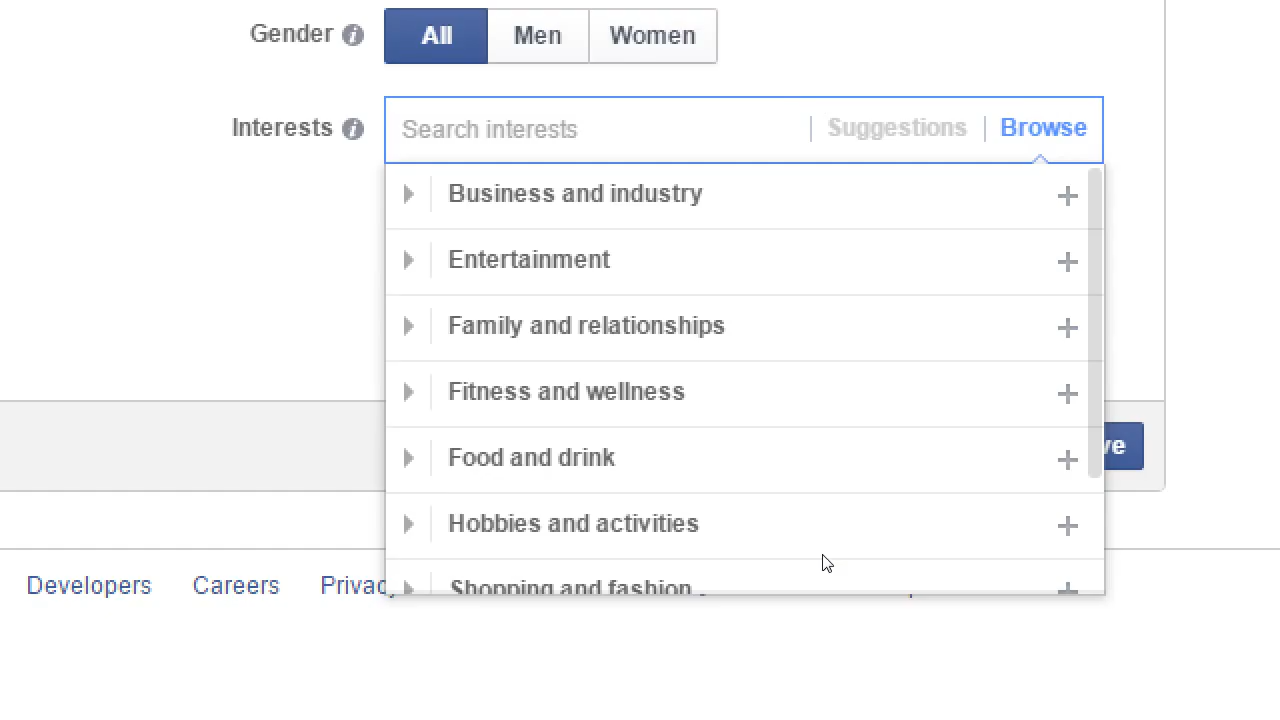 Gender All Men Women
Interests Search interests Suggestions Browse
Business and industry
Entertainment
Family and relationships
Fitness and wellness
Food and drink
Hobbies and activities
Developers Careers Shopping and fashion